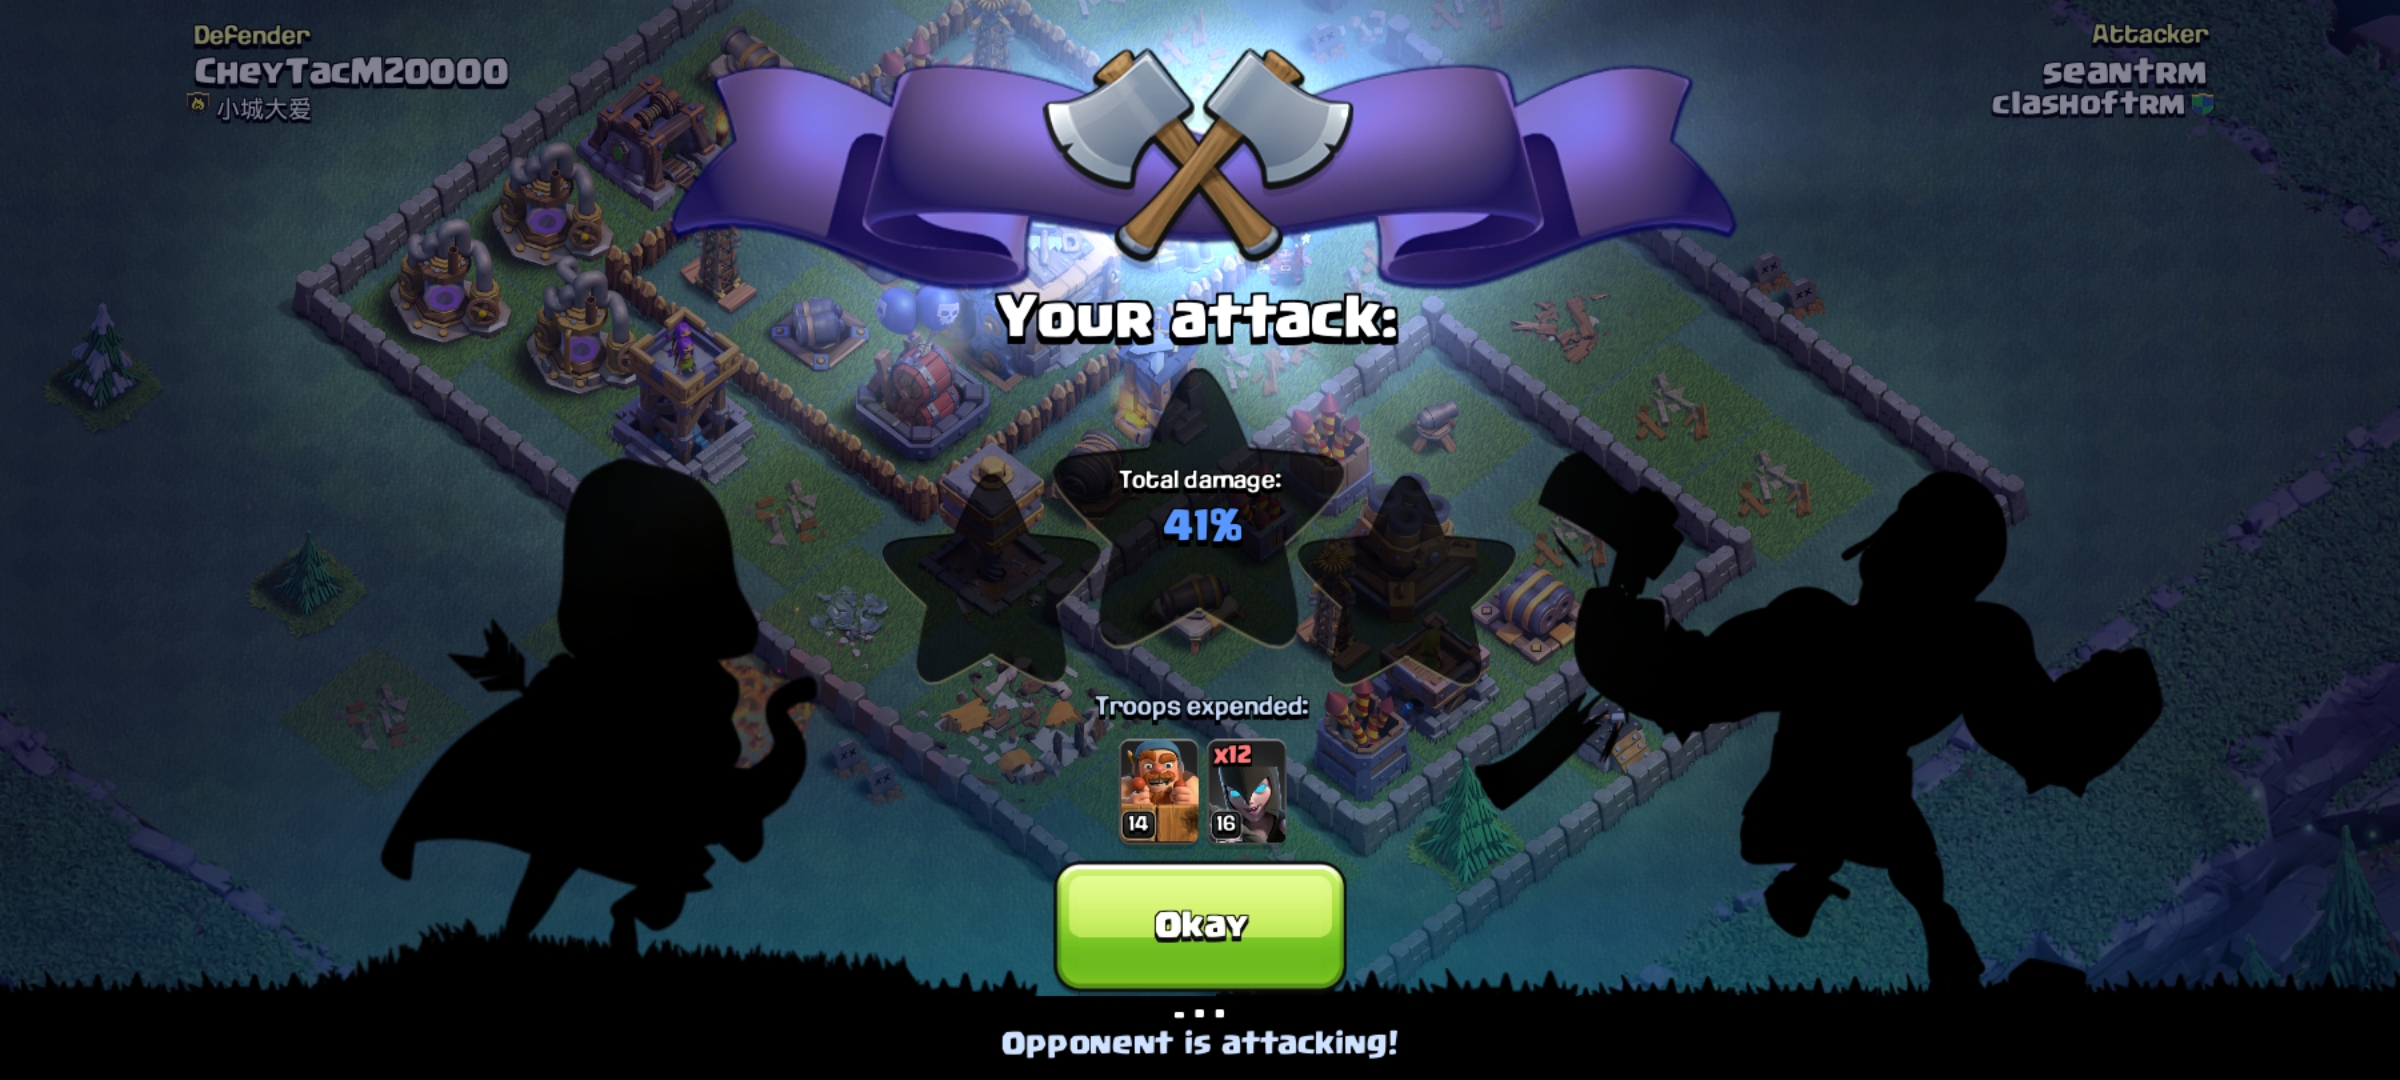 Defender
CheyTacM20000
小城大爱
Attacker
seantRM
clashoftRM
Your attack:
Total damage:
41%
Troops expended:
x12
14
16
Okay
Opponent is attacking!